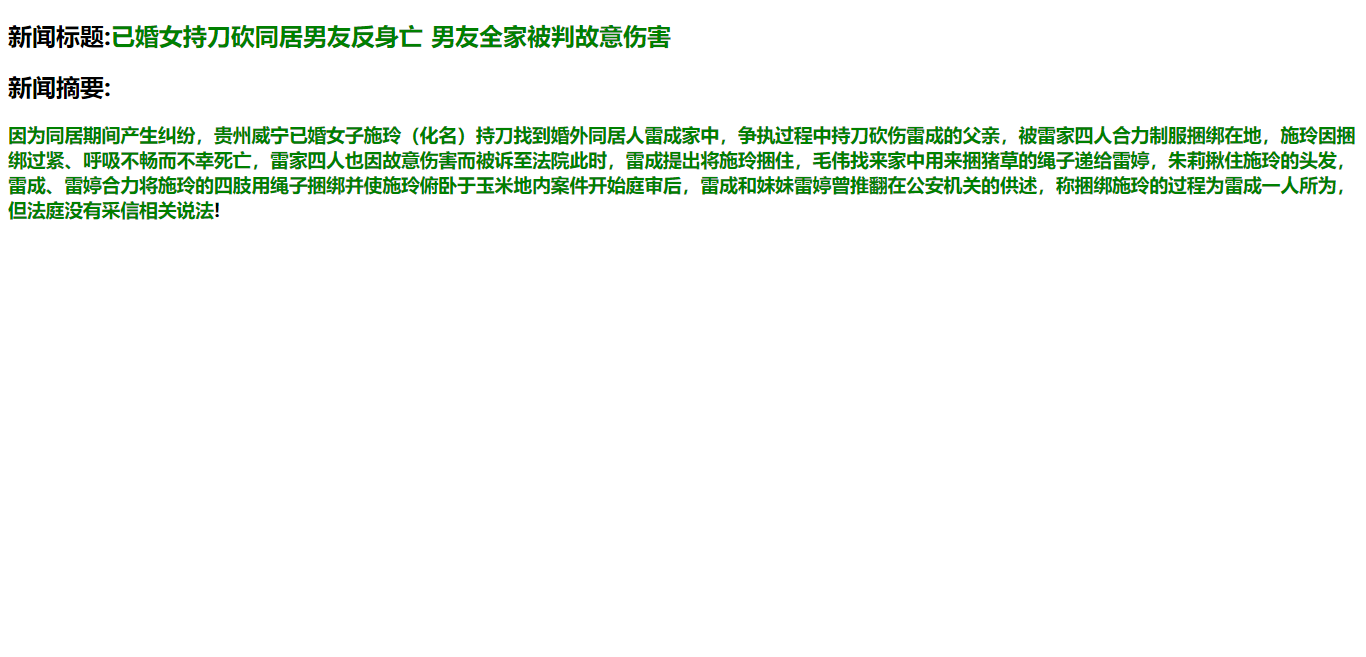 新闻标题:已婚女持刀砍同居男友反身亡 男友全家被判故意伤害
新闻摘要:
因为同居期间产生纠纷，贵州威宁已婚女子施玲（化名）持刀找到婚外同居人雷成家中，争执过程中持刀砍伤雷成的父亲，被雷家四人合力制服捆绑在地，施玲因捆
绑过紧、呼吸不畅而不幸死亡，雷家四人也因故意伤害而被诉至法院此时，雷成提出将施玲捆住，毛伟找来家中用来捆猪草的绳子递给雷婷，朱莉揪住施玲的头发，
雷成、雷婷合力将施玲的四肢用绳子捆绑并使施玲俯卧于玉米地内案件开始庭审后，雷成和妹妹雷婷曾推翻在公安机关的供述，称捆绑施玲的过程为雷成一人所为，
但法庭没有采信相关说法!